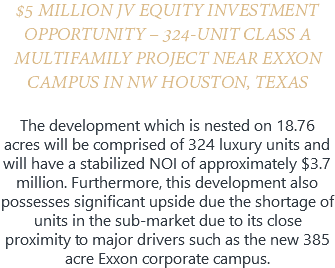 $5 MILLION JV EQUITY INVESTMENT
OPPORTUNITY – 324-UNIT CLASS A
MULTIFAMILY PROJECT NEAR EXXON
CAMPUS IN NW HOUSTON, TEXAS
The development which is nested on 18.76
acres will be comprised of 324 luxury units and
will have a stabilized NOI of approximately $3.7
million. Furthermore, this development also
possesses significant upside due the shortage of
units in the sub-market due to its close
proximity to major drivers such as the new 385
acre Exxon corporate campus.